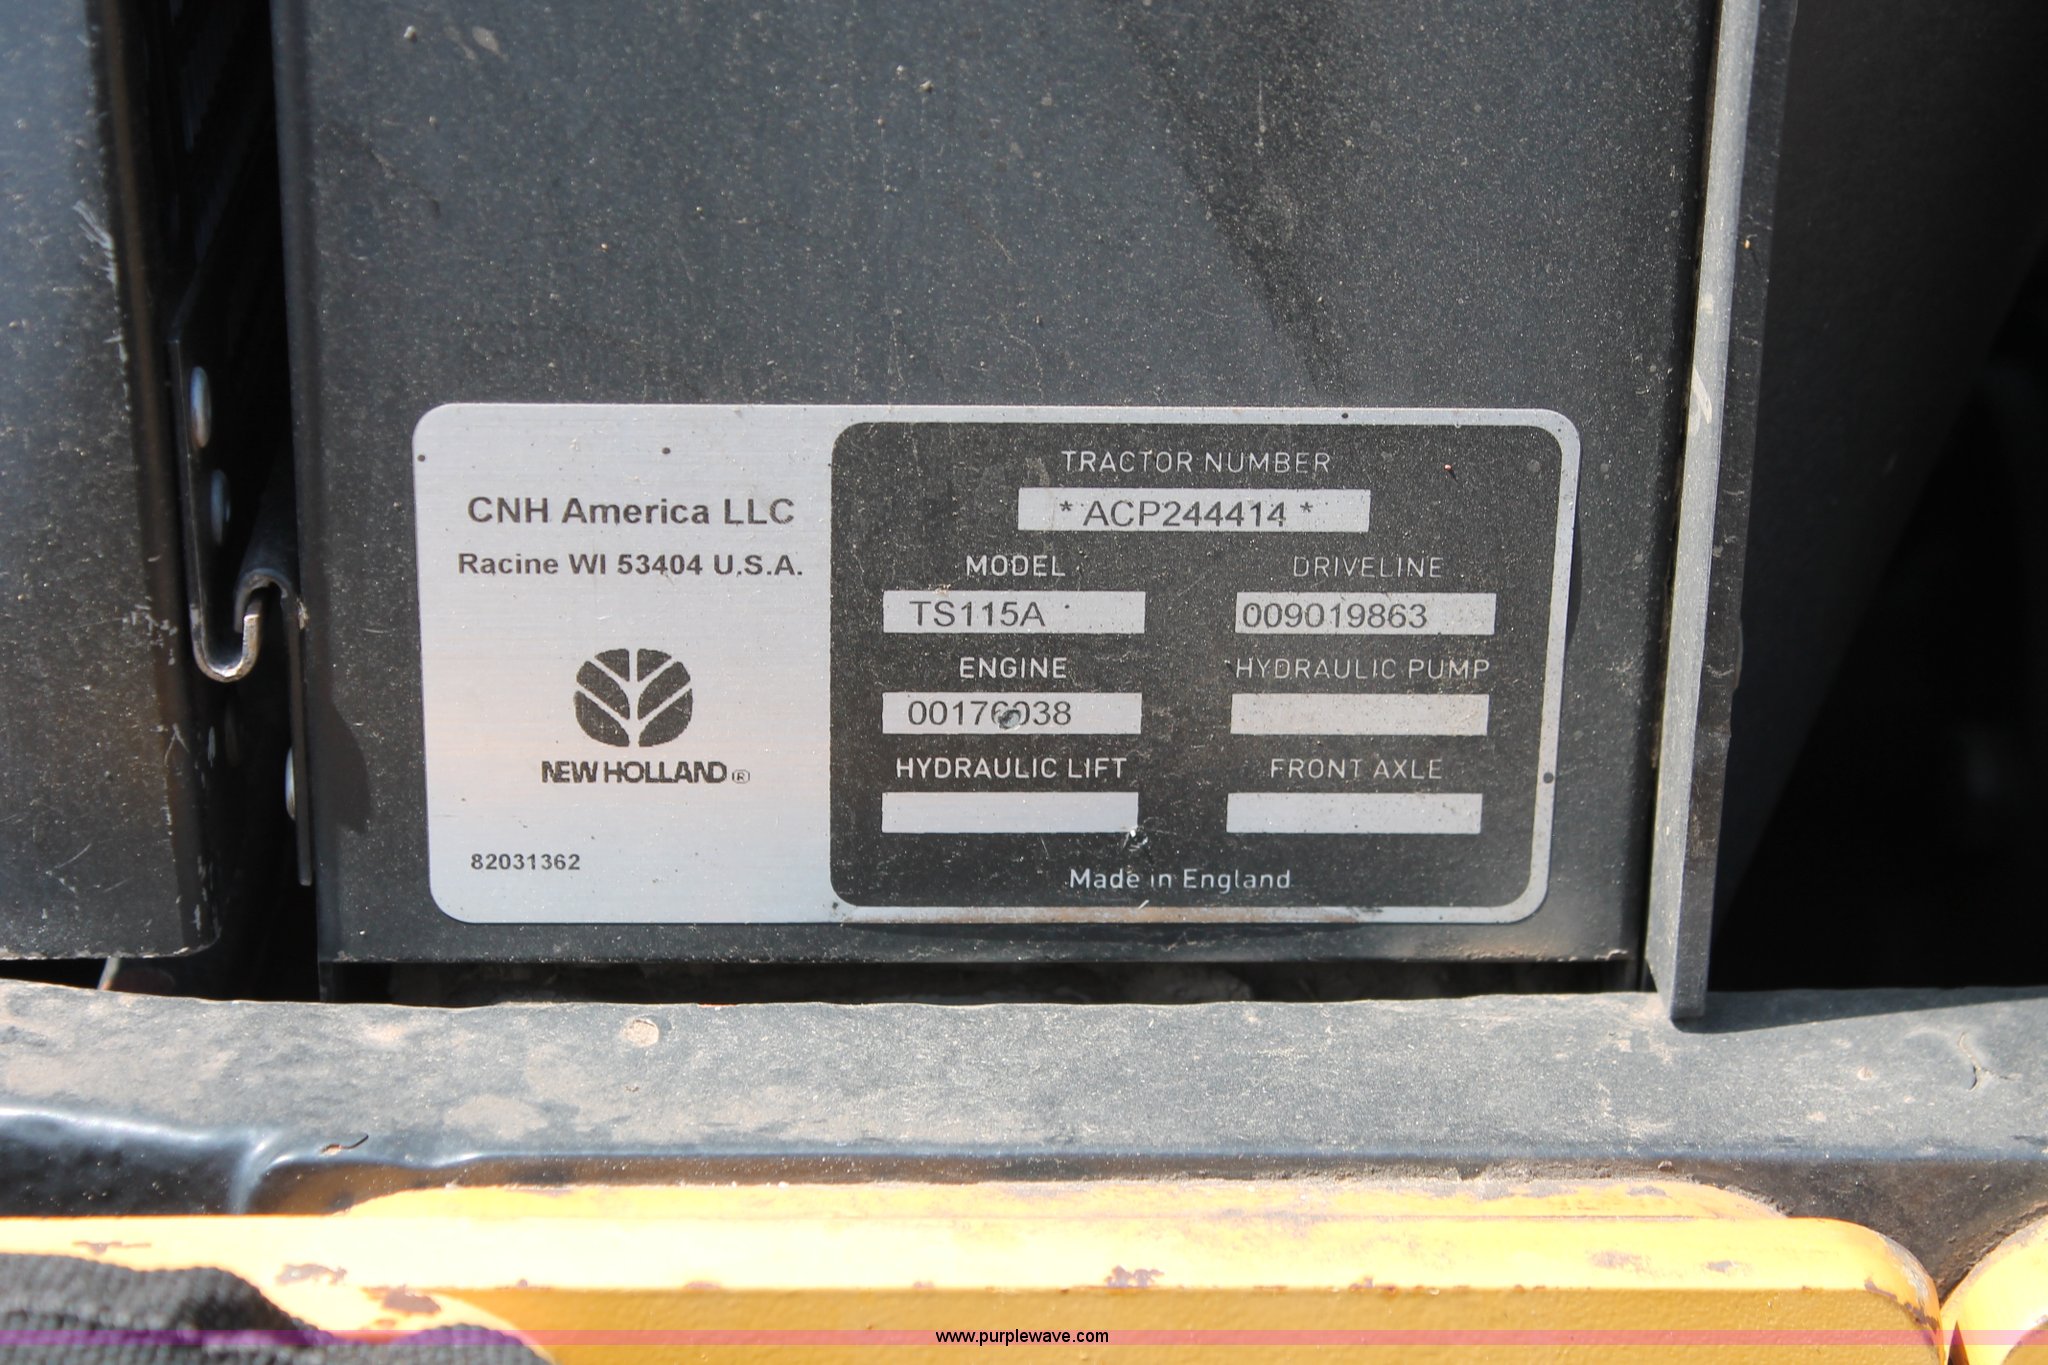 CNH America LLC
Racine WI 53404 U.S.A.
NEW HOLLAND ®
82031362
TRACTOR NUMBER
* ACP244414 *
MODEL
TS115A
DRIVELINE
009019863
ENGINE
00176038
HYDRAULIC PUMP
HYDRAULIC LIFT
FRONT AXLE
Made in England
www.purplewave.com